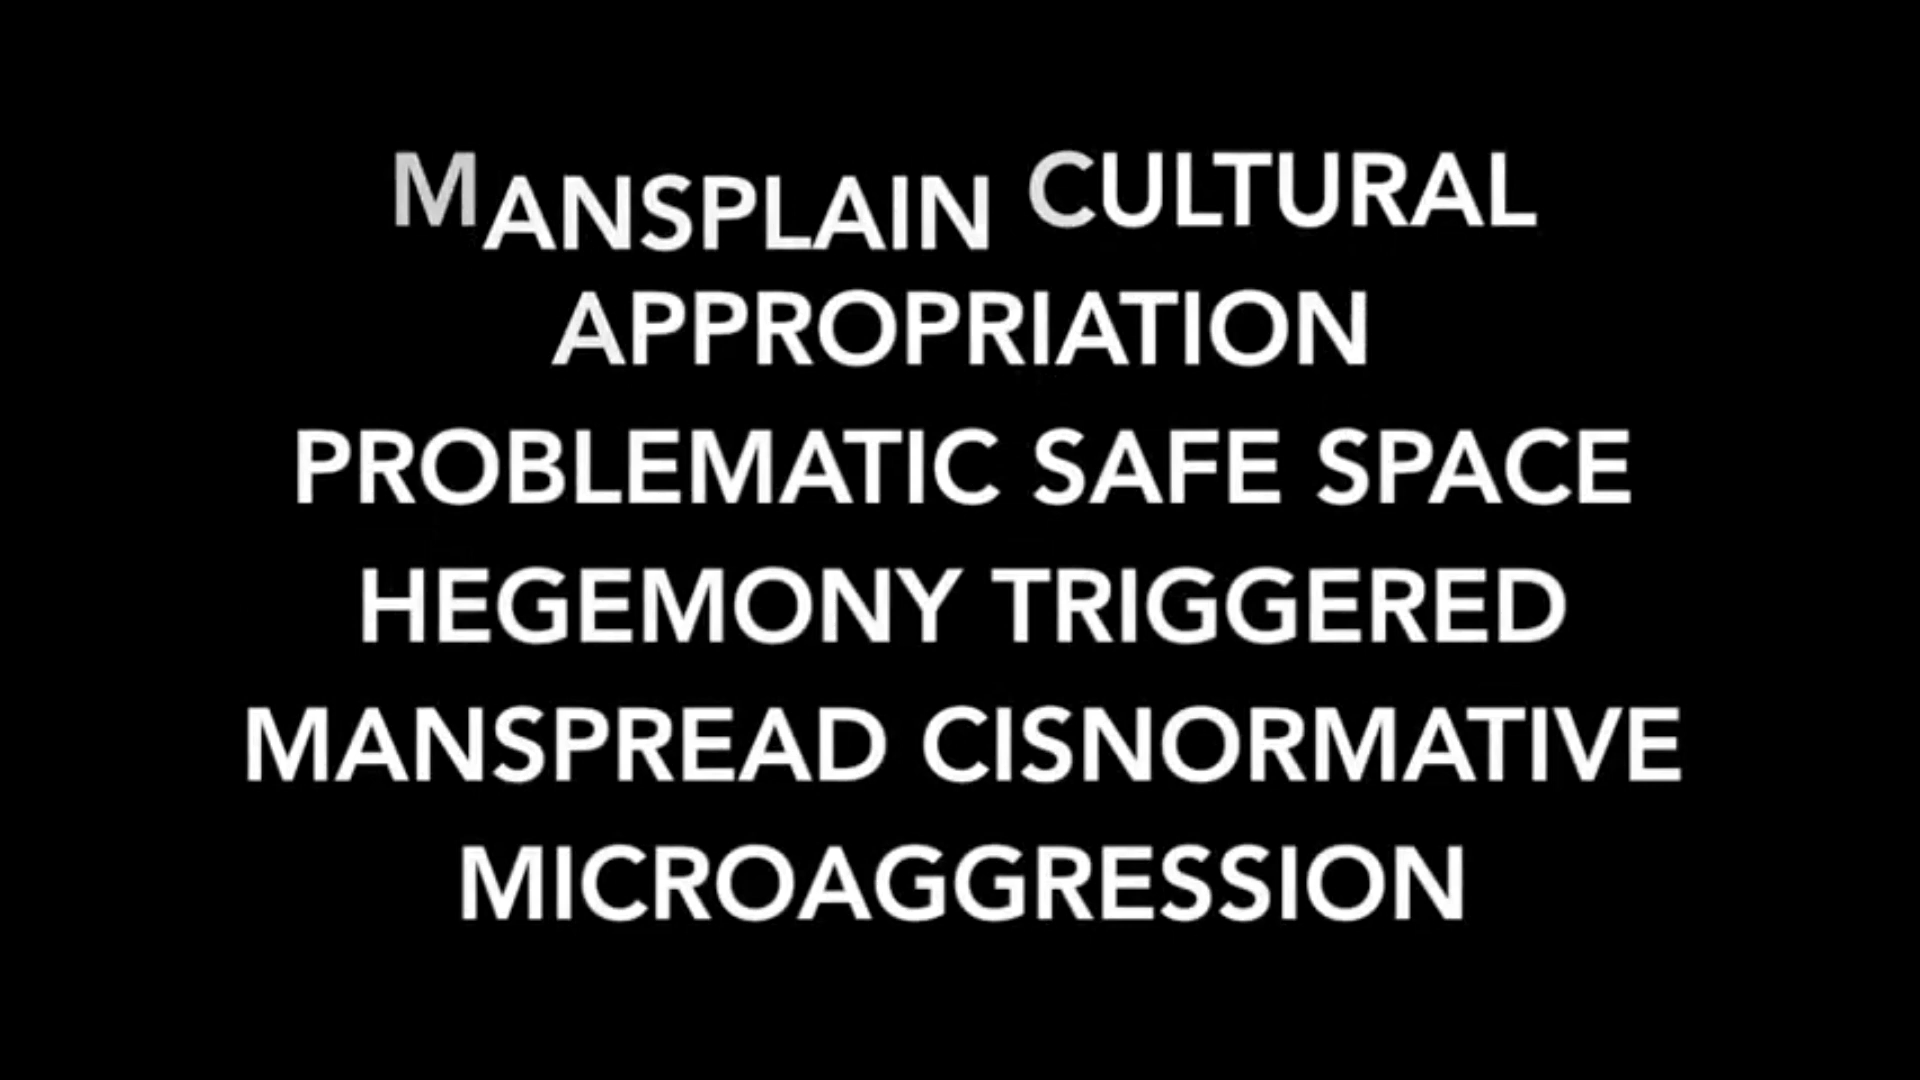 MANSPLAIN CULTURAL
APPROPRIATION
PROBLEMATIC SAFE SPACE
HEGEMONY TRIGGERED
MANSPREAD CISNORMATIVE
MICROAGGRESSION